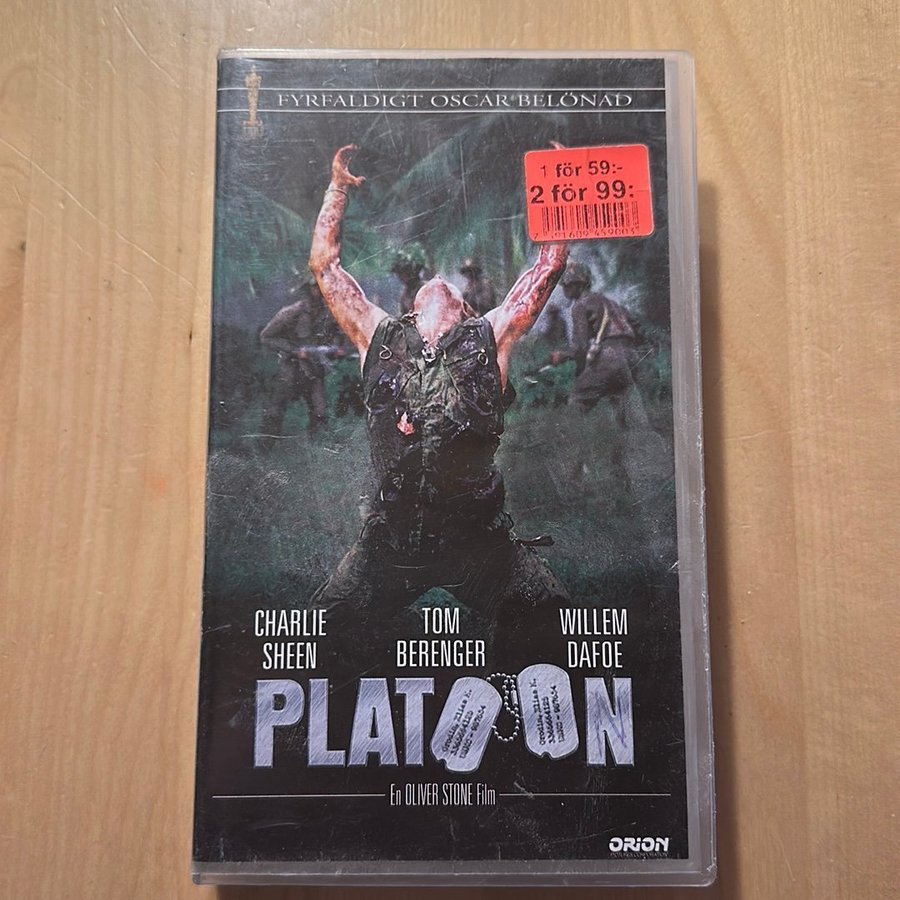 FYRFALDIGT OSCAR BELÖNAD
1 för 59:-
2 för 99:
CHARLIE SHEEN
TOM BERENGER
WILLEM DAFOE
PLATOON
En OLIVER STONE Film
ORION